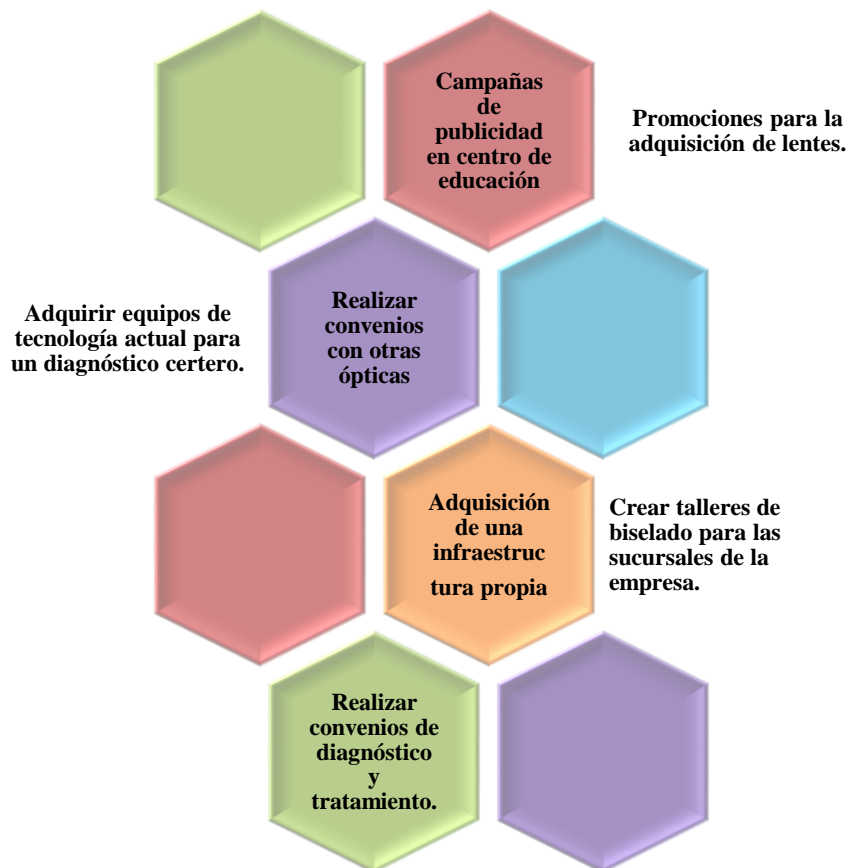 Campañas
de
publicidad
en centro de
educación
Promociones para la
adquisición de lentes.
Adquirir equipos de
tecnología actual para
un diagnóstico certero.
Realizar
convenios
con otras
ópticas
Adquisición
de una
infraestruc
tura propia
Crear talleres de
biselado para las
sucursales de la
empresa.
Realizar
convenios de
diagnóstico
y
tratamiento.